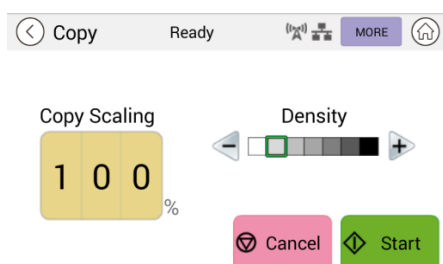 Copy
Ready
MORE
Copy Scaling
Density
1 0 0
%
Cancel
Start